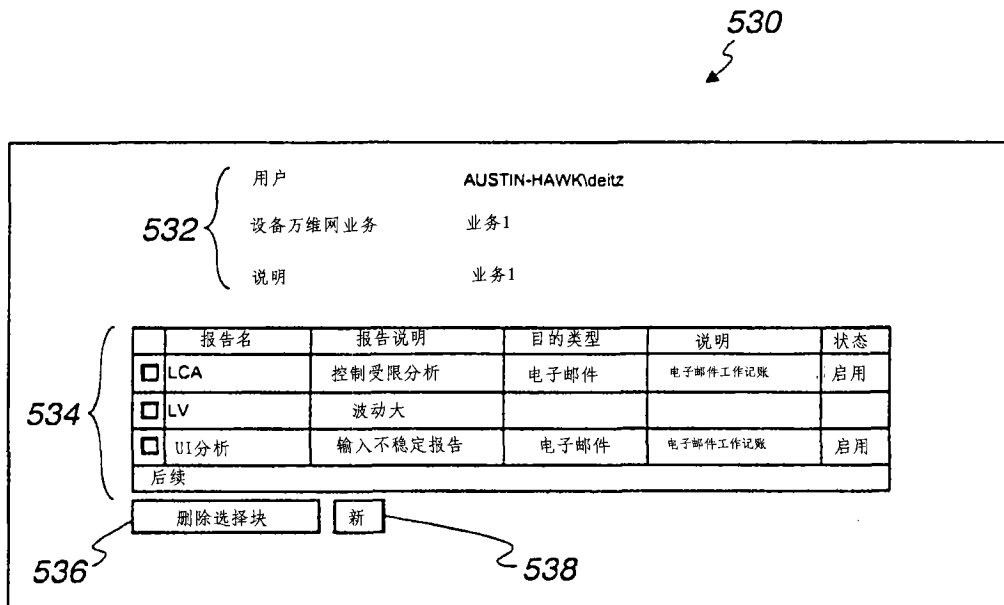 530
用户 AUSTIN-HAWK\deitz
532
设备万维网业务 业务1
说明 业务1
报告名 报告说明 目的类型 说明 状态
LCA 控制受限分析 电子邮件 电子邮件工作记账 启用
534
LV 波动大
UI分析 输入不稳定报告 电子邮件 电子邮件工作记账 启用
后续
删除选择块 新
536
538